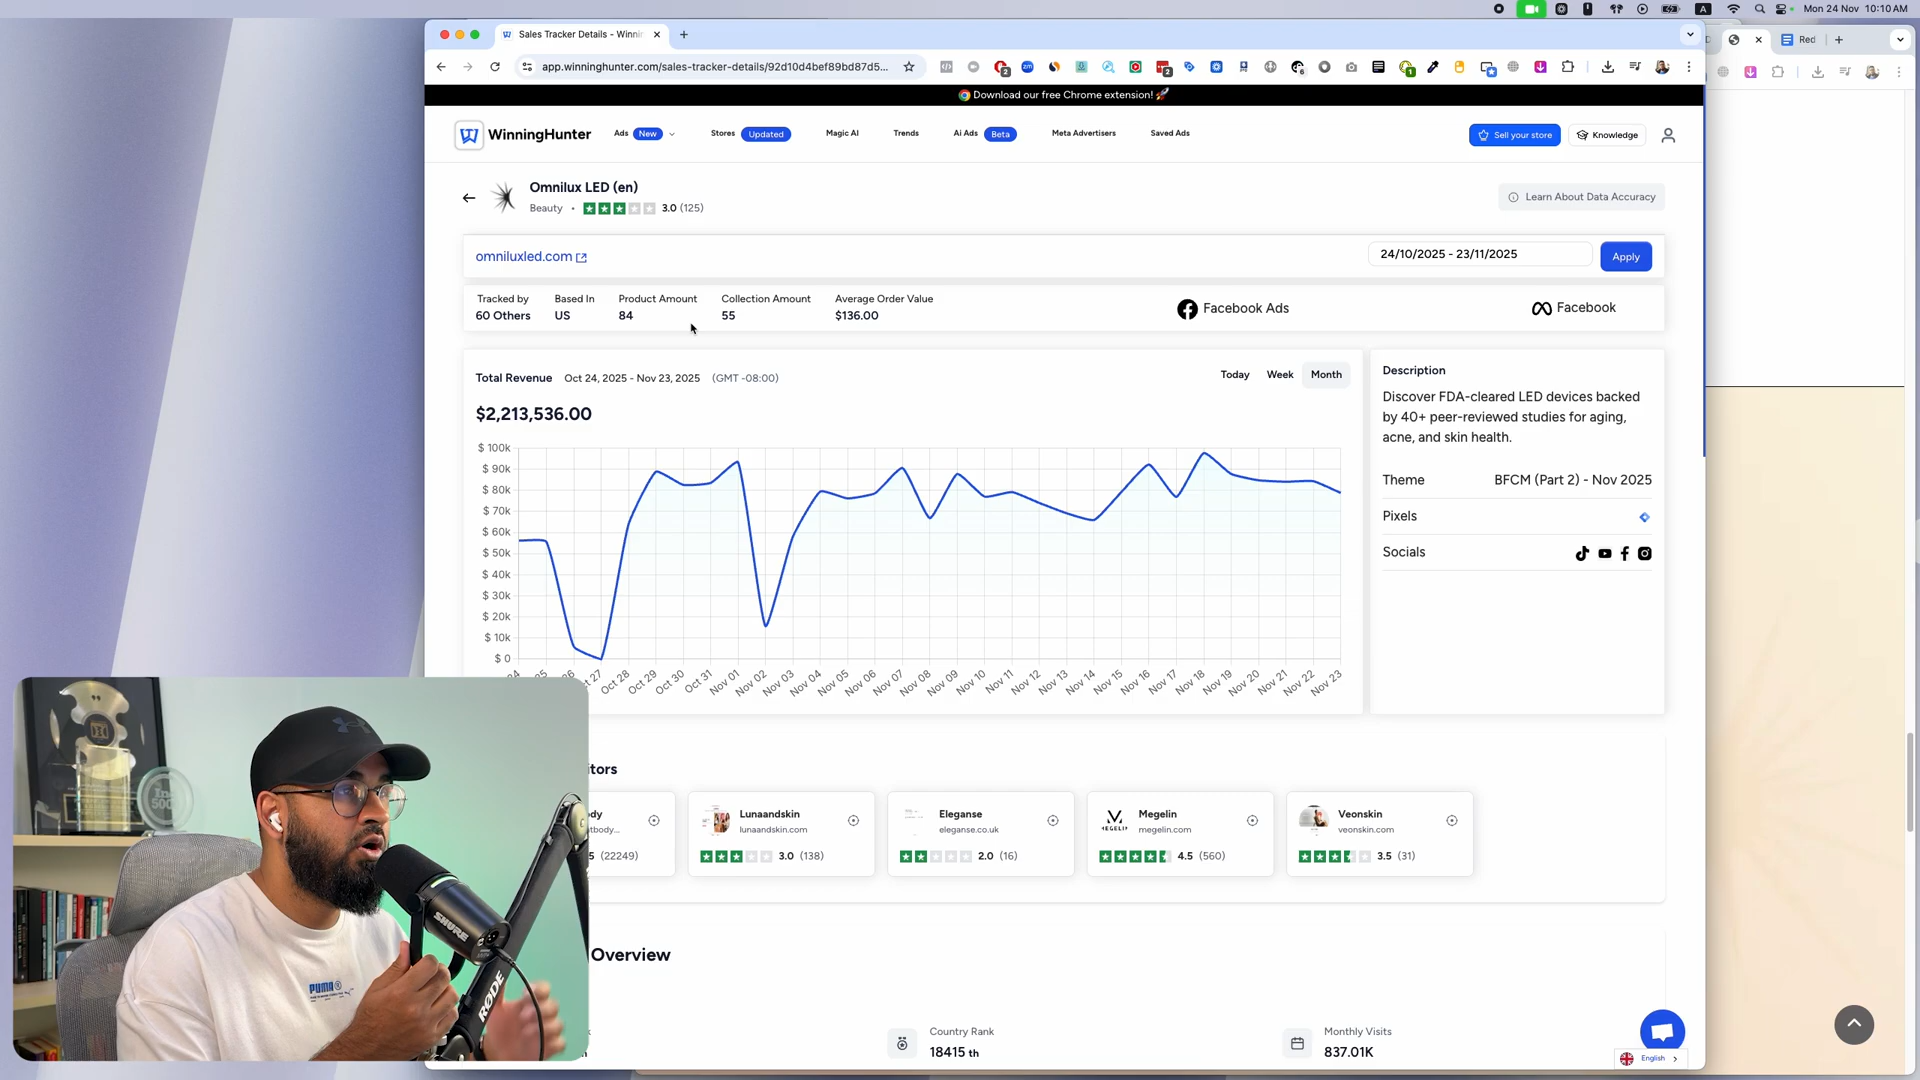 Mon 24 Nov 10:10 AM
Sales Tracker Details - Winni
Red
app.winninghunter.com/sales-tracker-details/92d10d4bef89bd87d5...
Download our free Chrome extension! 🚀
WinningHunter
Ads New
Stores Updated
Magic AI
Trends
Ai Ads Beta
Meta Advertisers
Saved Ads
Sell your store
Knowledge
Omnilux LED (en)
Beauty • 3.0 (125)
Learn About Data Accuracy
omniluxled.com
24/10/2025 - 23/11/2025
Apply
Tracked by Based In Product Amount Collection Amount Average Order Value
60 Others US 84 55 $136.00
Facebook Ads
Facebook
Total Revenue Oct 24, 2025 - Nov 23, 2025 (GMT -08:00)
Today Week Month
$2,213,536.00
$ 100k
$ 90k
$ 80k
$ 70k
$ 60k
$ 50k
$ 40k
$ 30k
$ 20k
$ 10k
$ 0
24 25 26 27 Oct 28 Oct 29 Oct 30 Oct 31 Nov 01 Nov 02 Nov 03 Nov 04 Nov 05 Nov 06 Nov 07 Nov 08 Nov 09 Nov 10 Nov 11 Nov 12 Nov 13 Nov 14 Nov 15 Nov 16 Nov 17 Nov 18 Nov 19 Nov 20 Nov 21 Nov 22 Nov 23
Description
Discover FDA-cleared LED devices backed
by 40+ peer-reviewed studies for aging,
acne, and skin health.
Theme BFCM (Part 2) - Nov 2025
Pixels
Socials
itors
dy
tbody...
5 (22249)
Lunaandskin
lunaandskin.com
3.0 (138)
Eleganse
eleganse.co.uk
2.0 (16)
Megelin
megelin.com
4.5 (560)
Veonskin
veonskin.com
3.5 (31)
Overview
Country Rank
18415 th
Monthly Visits
837.01K
English
PUMA
SHURE
RØDE
Inc.
500